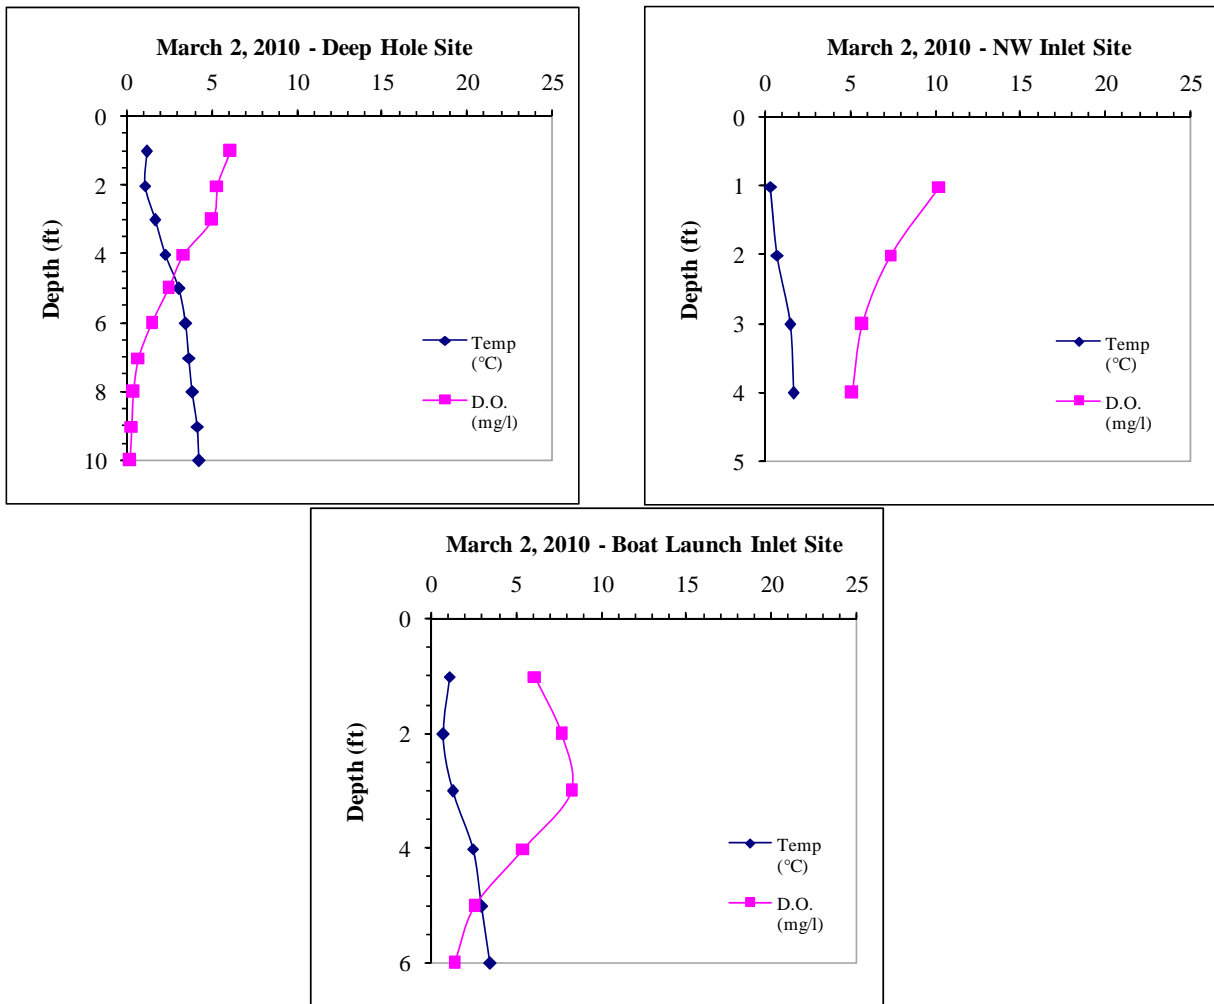 March 2, 2010 - Deep Hole Site
0 5 10 15 20 25
0
2
4
6
8
10
Depth (ft)
Temp
(°C)
D.O.
(mg/l)
March 2, 2010 - NW Inlet Site
0 5 10 15 20 25
0
1
2
3
4
5
Depth (ft)
Temp
(°C)
D.O.
(mg/l)
March 2, 2010 - Boat Launch Inlet Site
0 5 10 15 20 25
0
2
4
6
Depth (ft)
Temp
(°C)
D.O.
(mg/l)